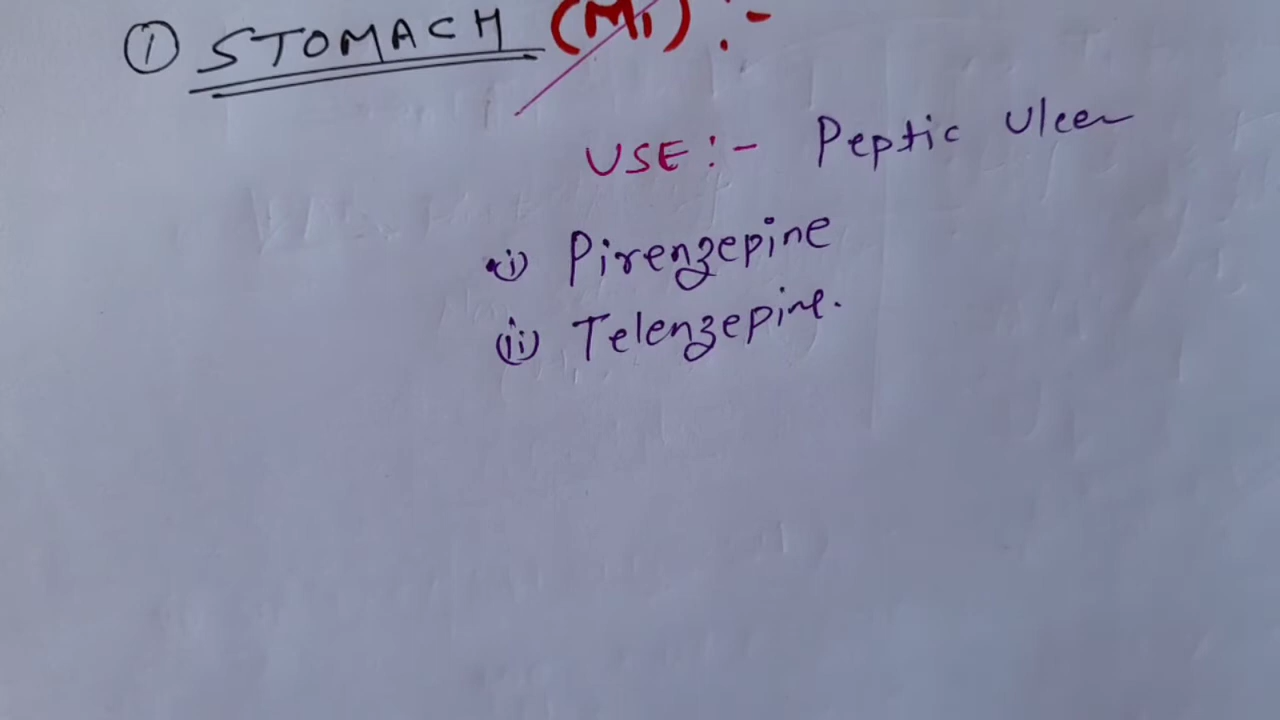 ① STOMACH (M1) :-
USE :- Peptic Ulcer
(i) Pirenzepine
(ii) Telenzepine.